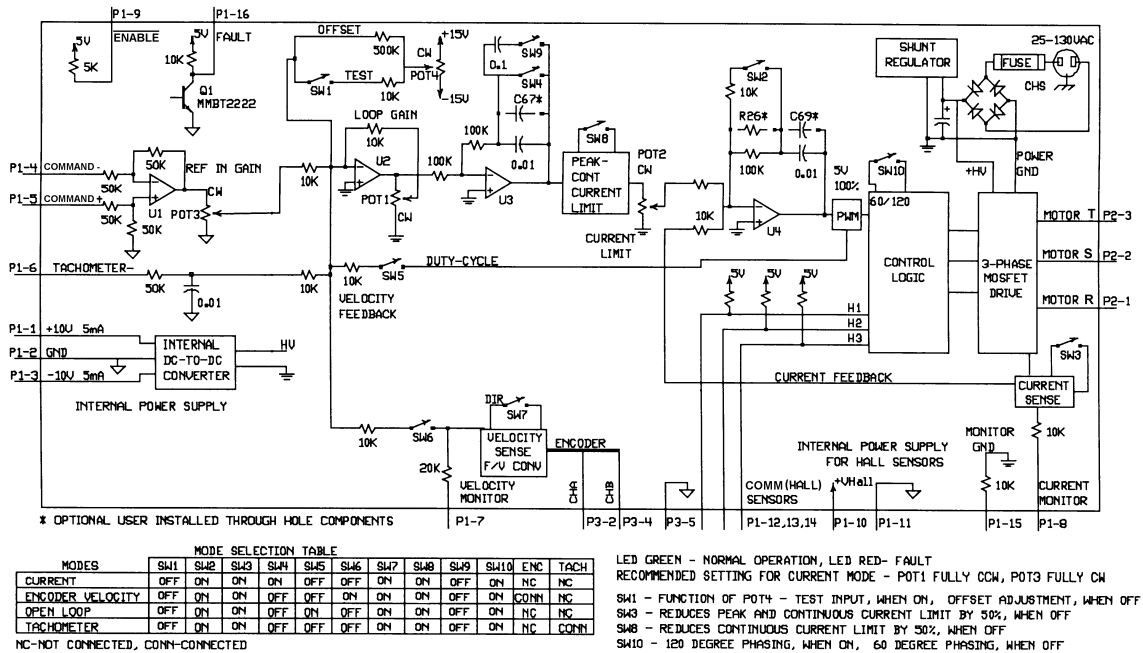 P1-9 P1-16
5V ENABLE 5V FAULT
5K 10K
Q1
MMBT2222
OFFSET
500K
CW +15V
POT4
-15V
TEST
SW1 10K
LOOP GAIN
10K
U2
POT1
CW
0.1 SW9
SW4
C67*
100K
0.01
100K
U3
SW8
PEAK-
CONT
CURRENT
LIMIT
POT2
CW
CURRENT
LIMIT
SW2
10K
R26* C69*
100K 0.01
10K
U4
5V
100%
PWM
SW10
60/120
SHUNT
REGULATOR
+
25-130VAC
FUSE
CHS
+HV
POWER
GND
P1-4 COMMAND -
50K
50K
REF IN GAIN
CW
P1-5 COMMAND +
50K
50K
U1 POT3
10K
P1-6 TACHOMETER-
50K
0.01
10K
10K SW5
DUTY-CYCLE
VELOCITY
FEEDBACK
CONTROL
LOGIC
3-PHASE
MOSFET
DRIVE
MOTOR T P2-3
MOTOR S P2-2
MOTOR R P2-1
5V 5V 5V
H1
H2
H3
P1-1 +10V 5mA
P1-2 GND
P1-3 -10V 5mA
INTERNAL
DC-TO-DC
CONVERTER
HV
INTERNAL POWER SUPPLY
CURRENT FEEDBACK
SW3
CURRENT
SENSE
10K
10K
SW6
DIR
SW7
VELOCITY
SENSE
F/V CONV
ENCODER
20K
VELOCITY
MONITOR
CHA
CHB
COMM(HALL)
SENSORS
INTERNAL POWER SUPPLY
FOR HALL SENSORS
+VHall
MONITOR
GND
10K
CURRENT
MONITOR
* OPTIONAL USER INSTALLED THROUGH HOLE COMPONENTS
P1-7 P3-2 P3-4 P3-5 P1-12,13,14 P1-10 P1-11 P1-15 P1-8
MODE SELECTION TABLE
MODES SW1 SW2 SW3 SW4 SW5 SW6 SW7 SW8 SW9 SW10 ENC TACH
CURRENT OFF ON ON ON OFF OFF ON ON OFF ON NC NC
ENCODER VELOCITY OFF ON ON OFF OFF ON ON ON OFF ON CONN NC
OPEN LOOP OFF ON ON OFF ON OFF ON ON OFF ON NC NC
TACHOMETER OFF ON ON OFF OFF OFF ON ON OFF ON NC CONN
NC-NOT CONNECTED, CONN-CONNECTED
LED GREEN - NORMAL OPERATION, LED RED- FAULT
RECOMMENDED SETTING FOR CURRENT MODE - POT1 FULLY CCW, POT3 FULLY CW
SW1 - FUNCTION OF POT4 - TEST INPUT, WHEN ON, OFFSET ADJUSTMENT, WHEN OFF
SW3 - REDUCES PEAK AND CONTINUOUS CURRENT LIMIT BY 50%, WHEN OFF
SW8 - REDUCES CONTINUOUS CURRENT LIMIT BY 50%, WHEN OFF
SW10 - 120 DEGREE PHASING, WHEN ON, 60 DEGREE PHASING, WHEN OFF